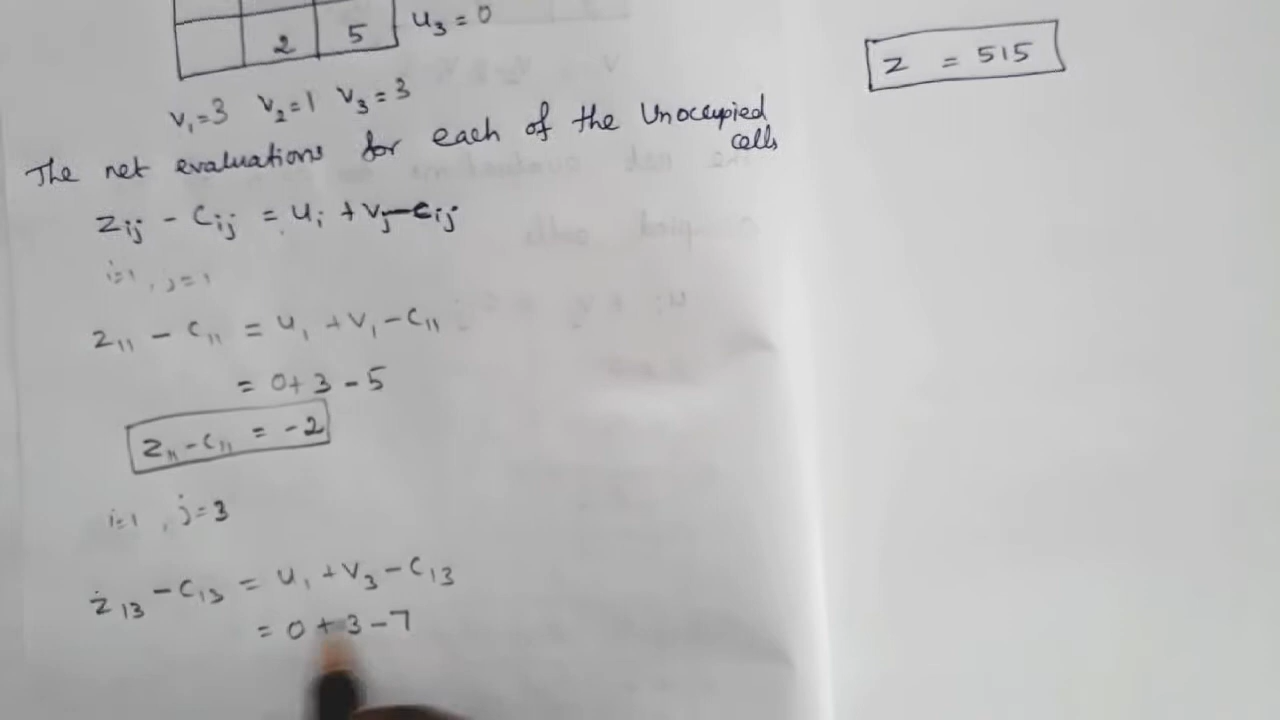 2 5 u₃ = 0
v₁=3 v₂=1 v₃=3
z = 515
The net evaluations for each of the Unoccupied
cells
zij - cij = ui + vj - cij
i=1, j=1
z₁₁ - c₁₁ = u₁ + v₁ - c₁₁
= 0+3-5
z₁₁ - c₁₁ = -2
i=1, j=3
z₁₃ - c₁₃ = u₁ + v₃ - c₁₃
= 0+3-7